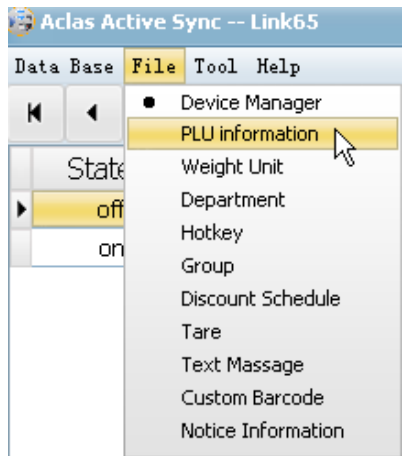 Aclas Active Sync -- Link65
Data Base File Tool Help
Device Manager
PLU information
State
Weight Unit
off
Department
on
Hotkey
Group
Discount Schedule
Tare
Text Massage
Custom Barcode
Notice Information